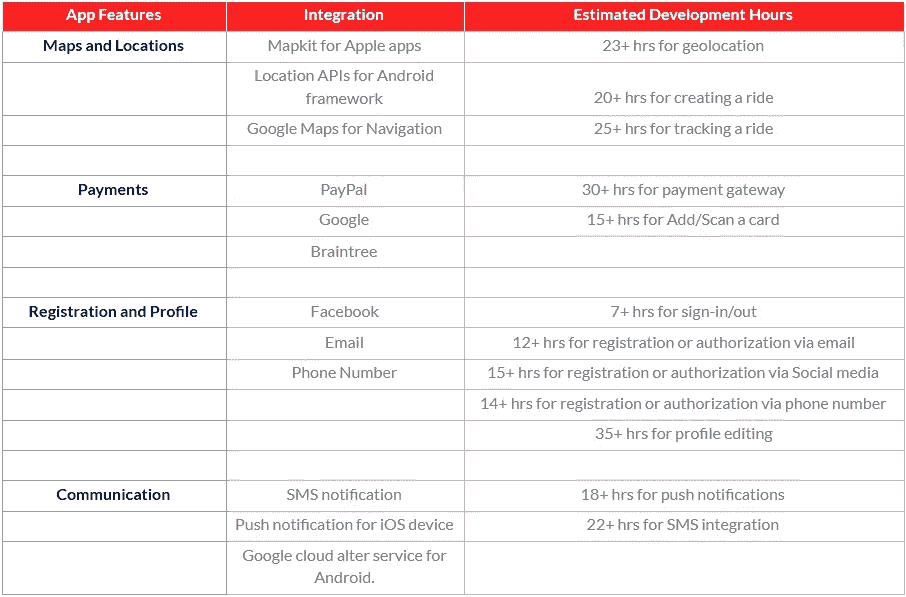 App Features Integration Estimated Development Hours
Maps and Locations Mapkit for Apple apps 23+ hrs for geolocation
Location APIs for Android
framework 20+ hrs for creating a ride
Google Maps for Navigation 25+ hrs for tracking a ride
Payments PayPal 30+ hrs for payment gateway
Google 15+ hrs for Add/Scan a card
Braintree
Registration and Profile Facebook 7+ hrs for sign-in/out
Email 12+ hrs for registration or authorization via email
Phone Number 15+ hrs for registration or authorization via Social media
14+ hrs for registration or authorization via phone number
35+ hrs for profile editing
Communication SMS notification 18+ hrs for push notifications
Push notification for iOS device 22+ hrs for SMS integration
Google cloud alter service for
Android.